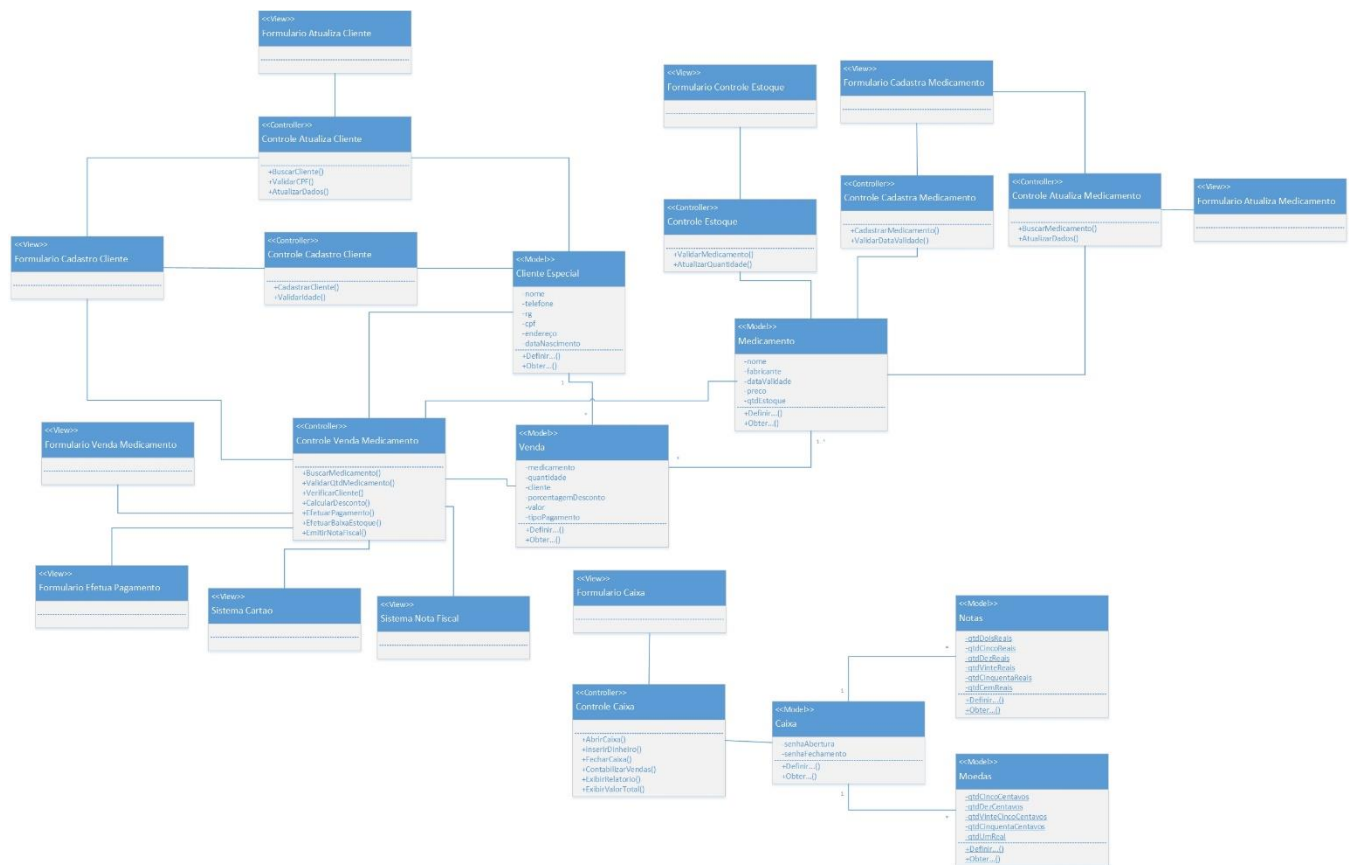 <<View>>
Formulario Atualiza Cliente
<<Controller>>
Controle Atualiza Cliente
+BuscarCliente()
+ValidarCPF()
+AtualizarDados()
<<View>>
Formulario Cadastro Cliente
<<Controller>>
Controle Cadastro Cliente
+CadastrarCliente()
+ValidarIdade()
<<Model>>
Cliente Especial
-nome
-telefone
-rg
-cpf
-endereço
-dataNascimento
+Definir...()
+Obter...()
<<View>>
Formulario Controle Estoque
<<View>>
Formulario Cadastra Medicamento
<<Controller>>
Controle Estoque
+ValidarMedicamento()
+AtualizarQuantidade()
<<Controller>>
Controle Cadastra Medicamento
+CadastrarMedicamento()
+ValidarDataValidade()
<<Controller>>
Controle Atualiza Medicamento
+BuscarMedicamento()
+AtualizarDados()
<<View>>
Formulario Atualiza Medicamento
<<Model>>
Medicamento
-nome
-fabricante
-dataValidade
-preco
-qtdEstoque
+Definir...()
+Obter...()
1
*
1..*
*
<<View>>
Formulario Venda Medicamento
<<Controller>>
Controle Venda Medicamento
+BuscarMedicamento()
+ValidarQtdMedicamento()
+VerificarCliente()
+CalcularDesconto()
+EfetuarPagamento()
+EfetuarBaixaEstoque()
+EmitirNotaFiscal()
<<Model>>
Venda
-medicamento
-quantidade
-cliente
-porcentagemDesconto
-valor
-tipoPagamento
+Definir...()
+Obter...()
<<View>>
Formulario Efetua Pagamento
<<View>>
Sistema Cartao
<<View>>
Sistema Nota Fiscal
<<View>>
Formulario Caixa
<<Controller>>
Controle Caixa
+AbrirCaixa()
+InserirDinheiro()
+FecharCaixa()
+ContabilizarVendas()
+ExibirRelatorio()
+ExibirValorTotal()
<<Model>>
Caixa
-senhaAbertura
-senhaFechamento
+Definir...()
+Obter...()
1
*
1
*
<<Model>>
Notas
-qtdDoisReais
-qtdCincoReais
-qtdDezReais
-qtdVinteReais
-qtdCinquentaReais
-qtdCemReais
+Definir...()
+Obter...()
<<Model>>
Moedas
-qtdCincoCentavos
-qtdDezCentavos
-qtdVinteCincoCentavos
-qtdCinquentaCentavos
-qtdUmReal
+Definir...()
+Obter...()